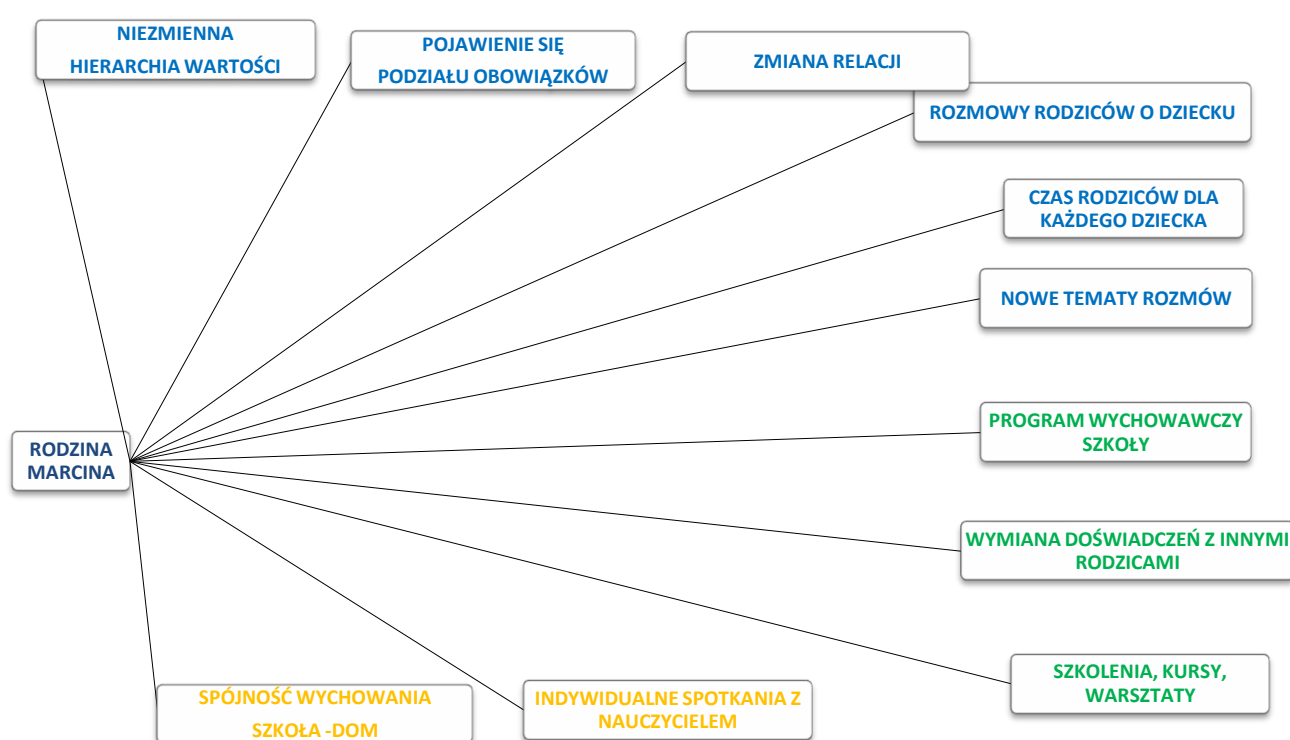 NIEZMIENNA
HIERARCHIA WARTOŚCI
POJAWIENIE SIĘ
PODZIAŁU OBOWIĄZKÓW
ZMIANA RELACJI
ROZMOWY RODZICÓW O DZIECKU
CZAS RODZICÓW DLA
KAŻDEGO DZIECKA
NOWE TEMATY ROZMÓW
PROGRAM WYCHOWAWCZY
SZKOŁY
RODZINA
MARCINA
WYMIANA DOŚWIADCZEŃ Z INNYMI
RODZICAMI
SZKOLENIA, KURSY,
WARSZTATY
INDYWIDUALNE SPOTKANIA Z
NAUCZYCIELEM
SPÓJNOŚĆ WYCHOWANIA
SZKOŁA -DOM